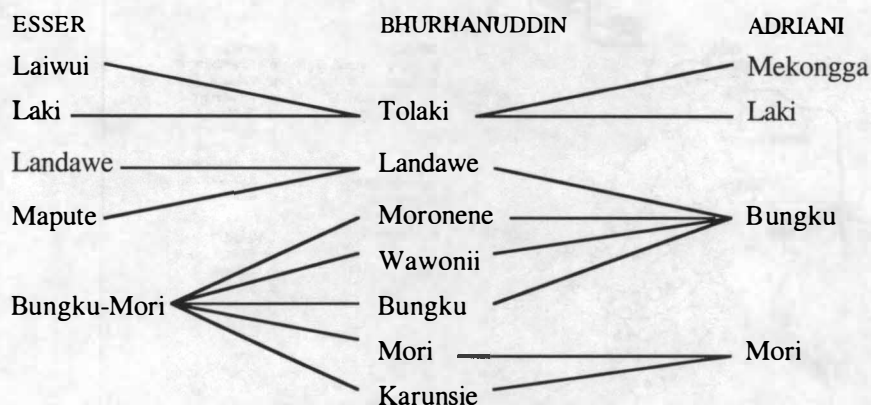 ESSER BHURHANUDDIN ADRIANI
Laiwui Mekongga
Laki Tolaki Laki
Landawe Landawe
Mapute Moronene Bungku
Wawonii
Bungku-Mori Bungku
Mori Mori
Karunsie